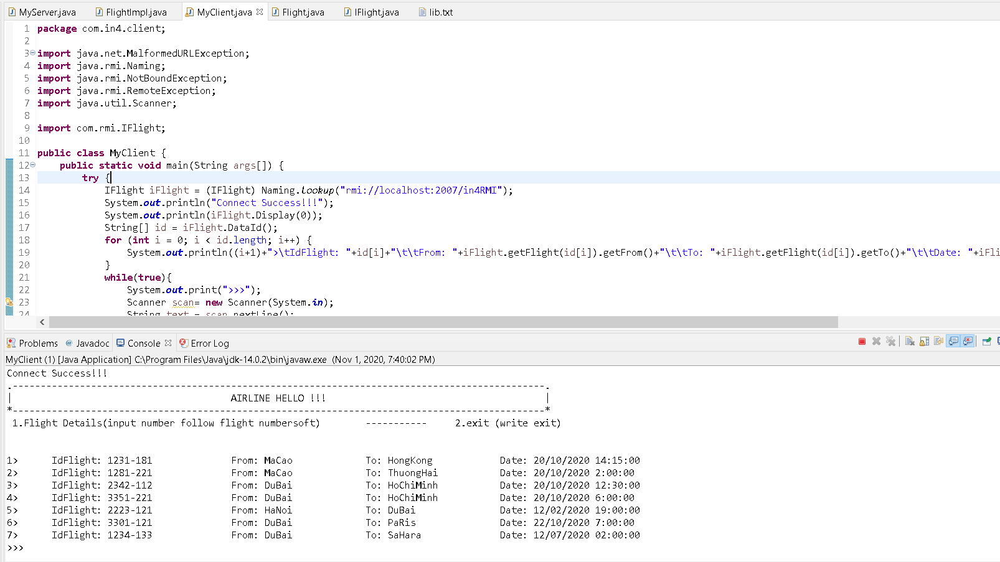 MyServer.java FlightImpl.java MyClient.java Flight.java IFlight.java lib.txt
1 package com.in4.client;
2
3 import java.net.MalformedURLException;
4 import java.rmi.Naming;
5 import java.rmi.NotBoundException;
6 import java.rmi.RemoteException;
7 import java.util.Scanner;
8
9 import com.rmi.IFlight;
10
11 public class MyClient {
12 public static void main(String args[]) {
13 try {
14 IFlight iFlight = (IFlight) Naming.lookup("rmi://localhost:2007/in4RMI");
15 System.out.println("Connect Success!!!");
16 System.out.println(iFlight.Display(0));
17 String[] id = iFlight.DataId();
18 for (int i = 0; i < id.length; i++) {
19 System.out.println((i+1)+">\tIdFlight: "+id[i]+"\t\tFrom: "+iFlight.getFlight(id[i]).getFrom()+"\t\tTo: "+iFlight.getFlight(id[i]).getTo()+"\t\tDate: "+iFli
20 }
21 while(true){
22 System.out.print(">>>");
23 Scanner scan= new Scanner(System.in);
24 String text = scan.nextLine();
Problems @ Javadoc Console Error Log
MyClient (1) [Java Application] C:\Program Files\Java\jdk-14.0.2\bin\javaw.exe (Nov 1, 2020, 7:40:02 PM)
Connect Success!!!
.-----------------------------------------------------------------------------------------------.
| AIRLINE HELLO !!! |
*-----------------------------------------------------------------------------------------------*
1.Flight Details(input number follow flight numbersoft) ----------- 2.exit (write exit)
1> IdFlight: 1231-181 From: MaCao To: HongKong Date: 20/10/2020 14:15:00
2> IdFlight: 1281-221 From: MaCao To: ThuongHai Date: 20/10/2020 2:00:00
3> IdFlight: 2342-112 From: DuBai To: HoChiMinh Date: 20/10/2020 12:30:00
4> IdFlight: 3351-221 From: DuBai To: HoChiMinh Date: 20/10/2020 6:00:00
5> IdFlight: 2223-121 From: HaNoi To: DuBai Date: 12/02/2020 19:00:00
6> IdFlight: 3301-121 From: DuBai To: PaRis Date: 22/10/2020 7:00:00
7> IdFlight: 1234-133 From: DuBai To: SaHara Date: 12/07/2020 02:00:00
>>>